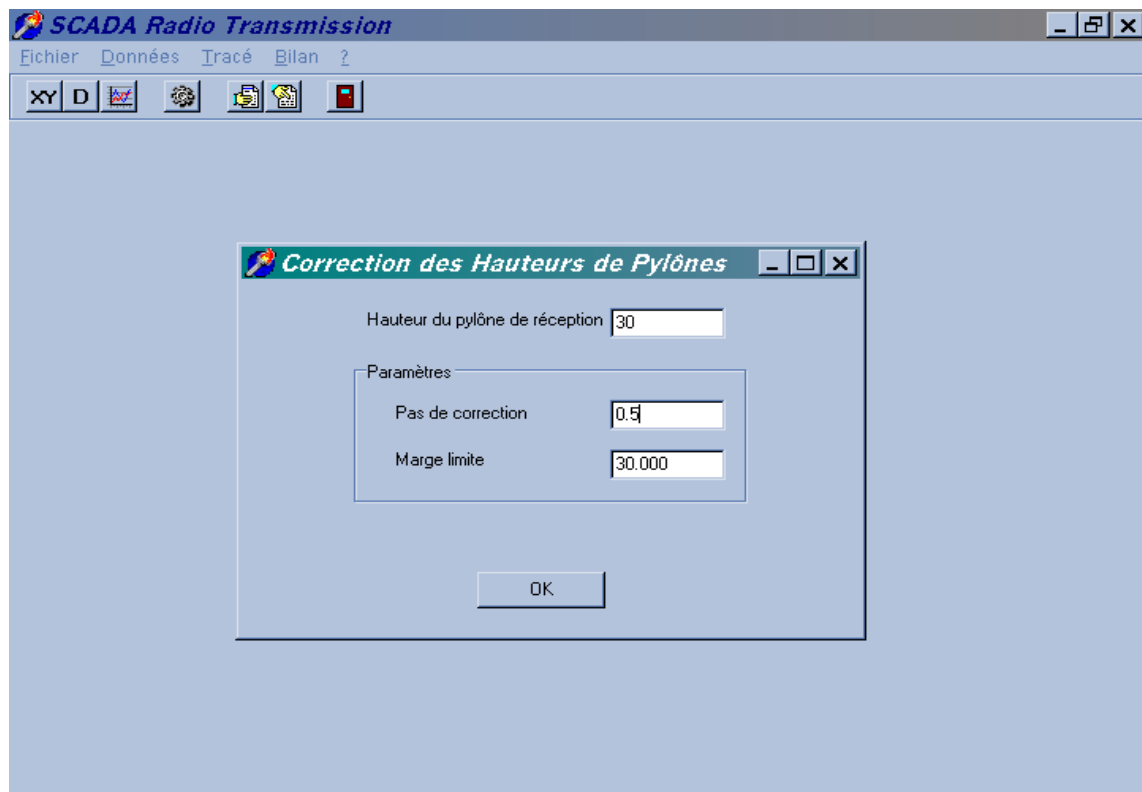 SCADA Radio Transmission
Fichier Données Tracé Bilan ?
XY D
Correction des Hauteurs de Pylônes
Hauteur du pylône de réception 30
Paramètres
Pas de correction 0.5
Marge limite 30.000
OK